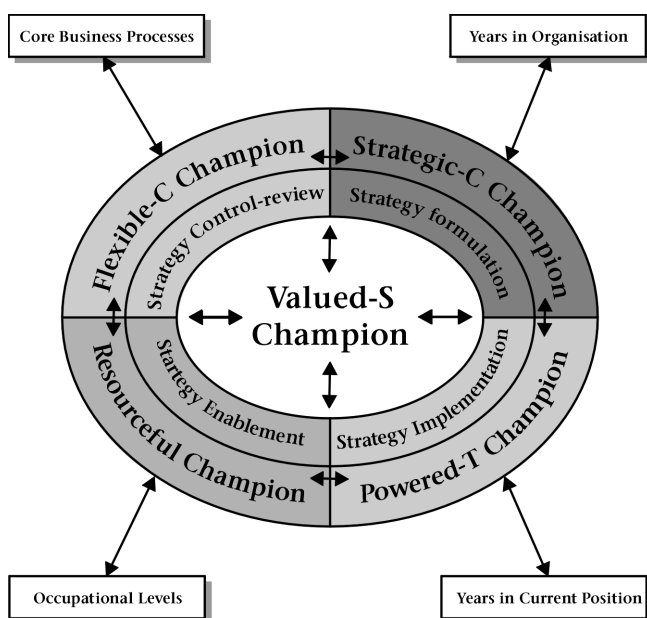 Core Business Processes
Years in Organisation
Flexible-C Champion
Strategic-C Champion
Strategy Control-review
Strategy formulation
Valued-S
Champion
Startegy Enablement
Strategy Implementation
Resourceful Champion
Powered-T Champion
Occupational Levels
Years in Current Position